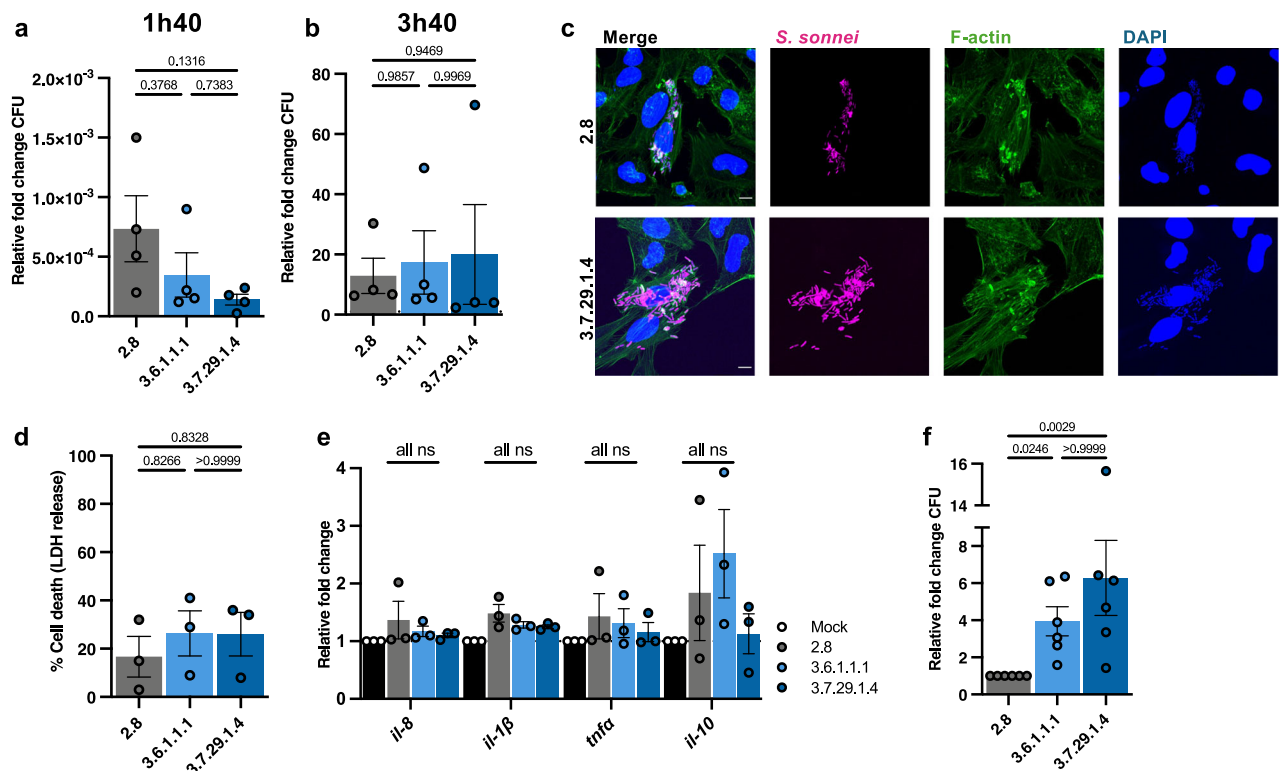 a
1h40
Relative fold change CFU
2.0×10⁻³
1.5×10⁻³
1.0×10⁻³
5.0×10⁻⁴
0.0
0.1316
0.3768
0.7383
2.8
3.6.1.1.1
3.7.29.1.4
b
3h40
Relative fold change CFU
80
60
40
20
0
0.9469
0.9857
0.9969
2.8
3.6.1.1.1
3.7.29.1.4
c
Merge
S. sonnei
F-actin
DAPI
2.8
3.7.29.1.4
d
% Cell death (LDH release)
100
80
60
40
20
0
0.8328
0.8266
>0.9999
2.8
3.6.1.1.1
3.7.29.1.4
e
Relative fold change
4
3
2
1
0
all ns
all ns
all ns
all ns
il-8
il-1β
tnfα
il-10
Mock
2.8
3.6.1.1.1
3.7.29.1.4
f
Relative fold change CFU
16
14
8
6
4
2
0
0.0029
0.0246
>0.9999
2.8
3.6.1.1.1
3.7.29.1.4